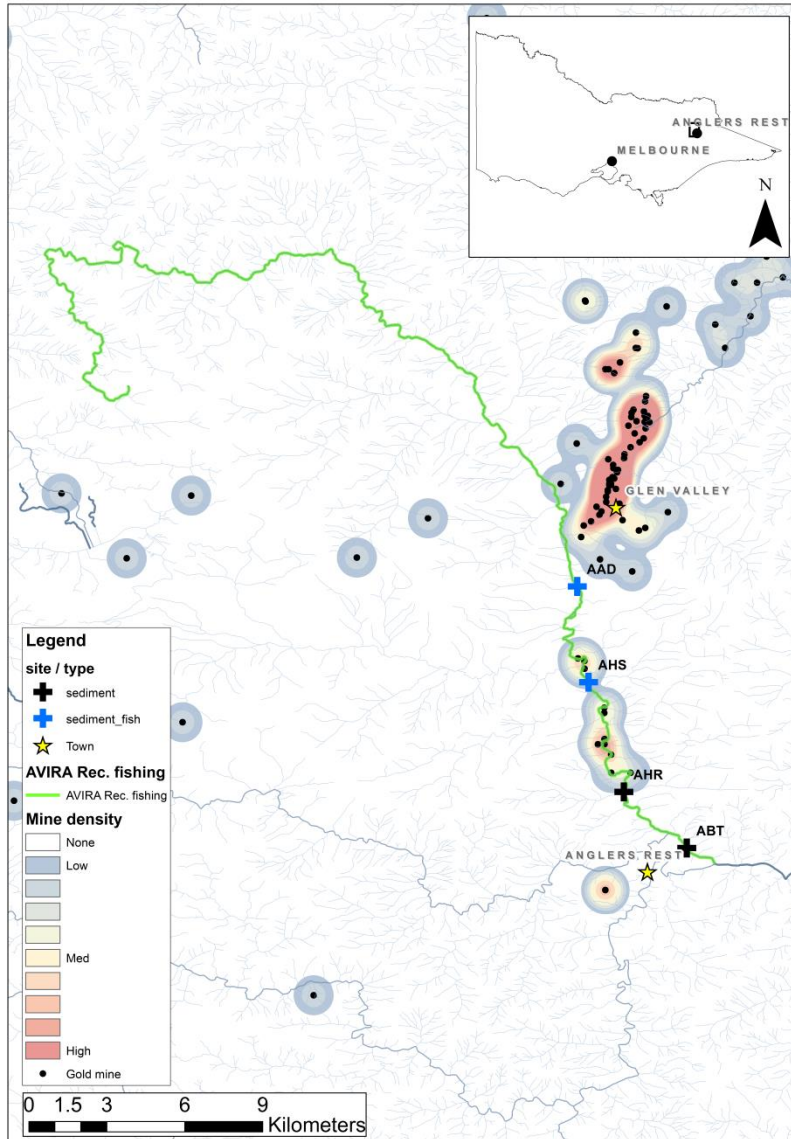 ANGLERS REST
MELBOURNE
N
GLEN VALLEY
AAD
AHS
AHR
ABT
ANGLERS REST
Legend
site / type
sediment
sediment_fish
Town
AVIRA Rec. fishing
AVIRA Rec. fishing
Mine density
None
Low
Med
High
Gold mine
0 1.5 3 6 9
Kilometers